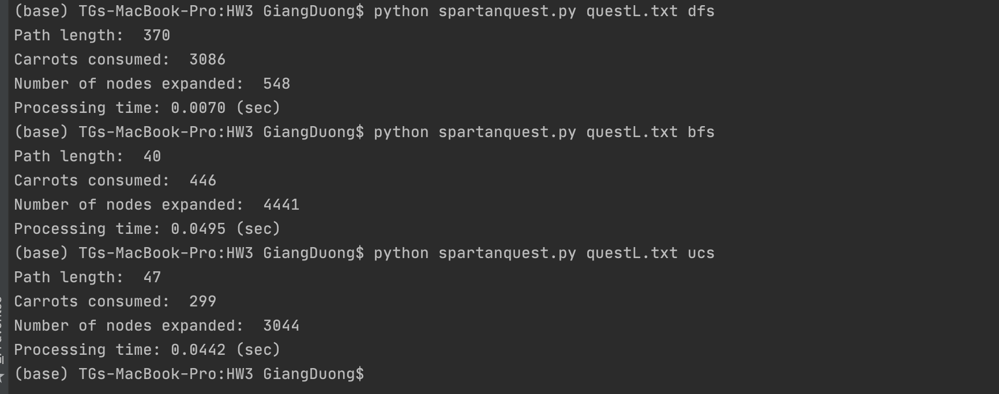 (base) TGs-MacBook-Pro:HW3 GiangDuong$ python spartanquest.py questL.txt dfs
Path length:  370
Carrots consumed:  3086
Number of nodes expanded:  548
Processing time: 0.0070 (sec)
(base) TGs-MacBook-Pro:HW3 GiangDuong$ python spartanquest.py questL.txt bfs
Path length:  40
Carrots consumed:  446
Number of nodes expanded:  4441
Processing time: 0.0495 (sec)
(base) TGs-MacBook-Pro:HW3 GiangDuong$ python spartanquest.py questL.txt ucs
Path length:  47
Carrots consumed:  299
Number of nodes expanded:  3044
Processing time: 0.0442 (sec)
(base) TGs-MacBook-Pro:HW3 GiangDuong$